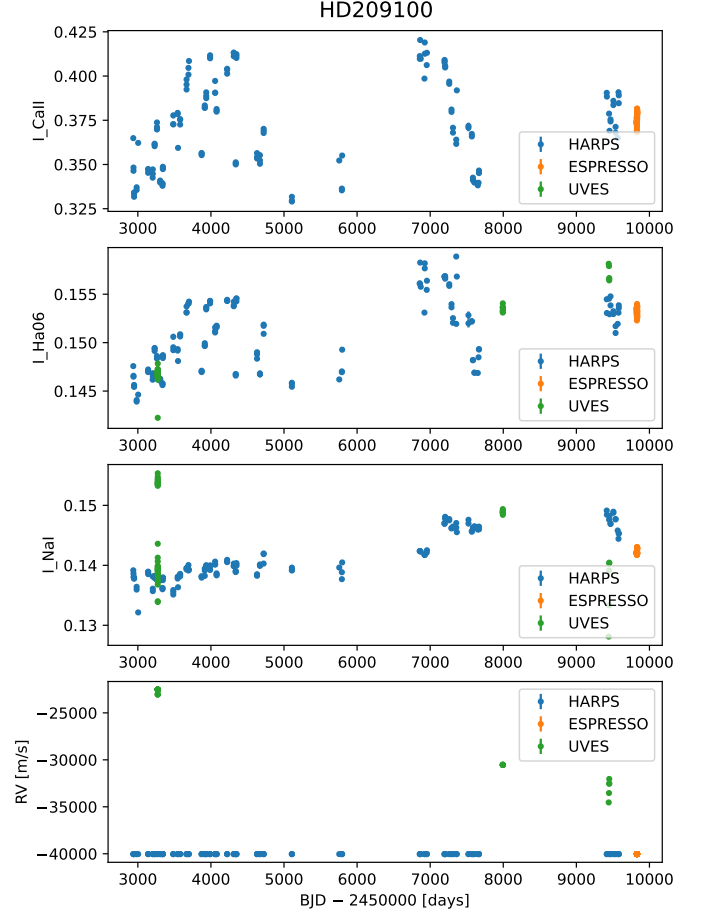 HD209100
0.425
0.400
0.375
0.350
0.325
I_CaII
HARPS
ESPRESSO
UVES
3000 4000 5000 6000 7000 8000 9000 10000
0.155
0.150
0.145
I_Ha06
HARPS
ESPRESSO
UVES
3000 4000 5000 6000 7000 8000 9000 10000
0.15
0.14
0.13
I_NaI
HARPS
ESPRESSO
UVES
3000 4000 5000 6000 7000 8000 9000 10000
−25000
−30000
−35000
−40000
RV [m/s]
HARPS
ESPRESSO
UVES
3000 4000 5000 6000 7000 8000 9000 10000
BJD − 2450000 [days]